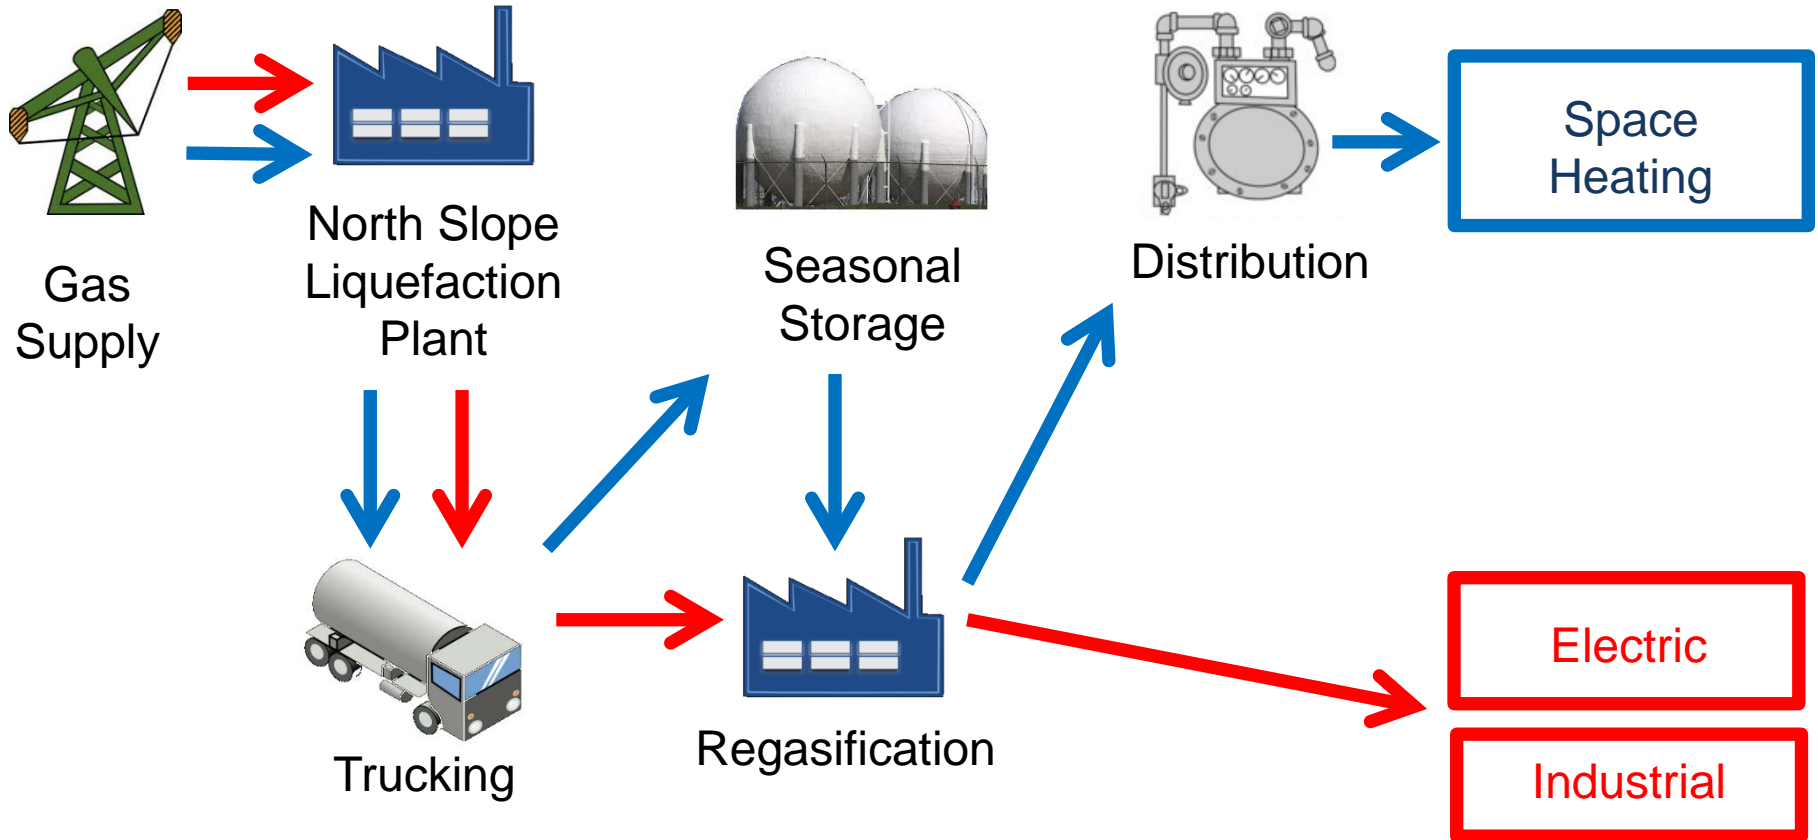 Gas
Supply
North Slope
Liquefaction
Plant
Seasonal
Storage
Distribution
Space
Heating
Trucking
Regasification
Electric
Industrial